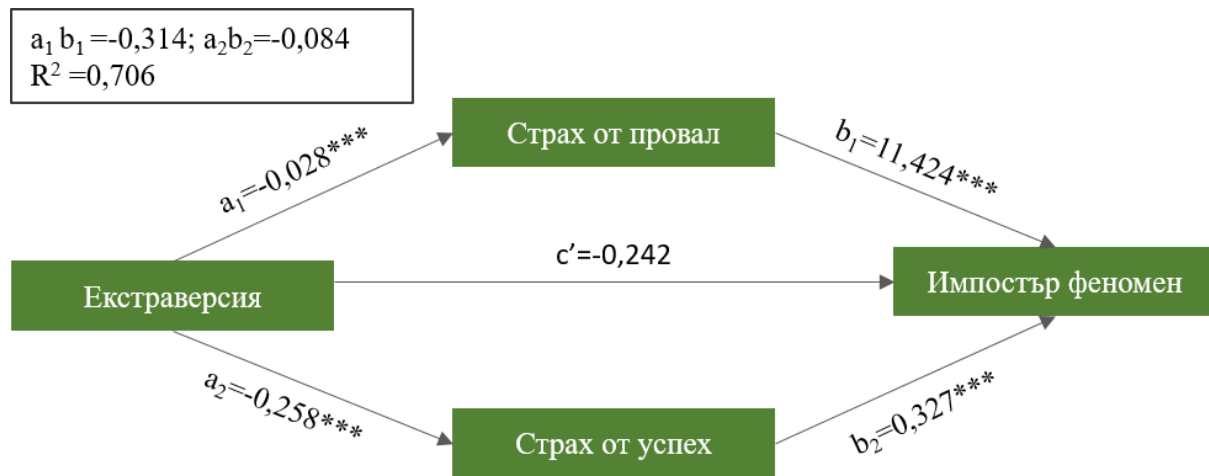 a₁ b₁ =-0,314; a₂b₂=-0,084
R² =0,706
Страх от провал
a₁=-0,028***
b₁=11,424***
c’=-0,242
Екстраверсия
Импостър феномен
a₂=-0,258***
b₂=0,327***
Страх от успех